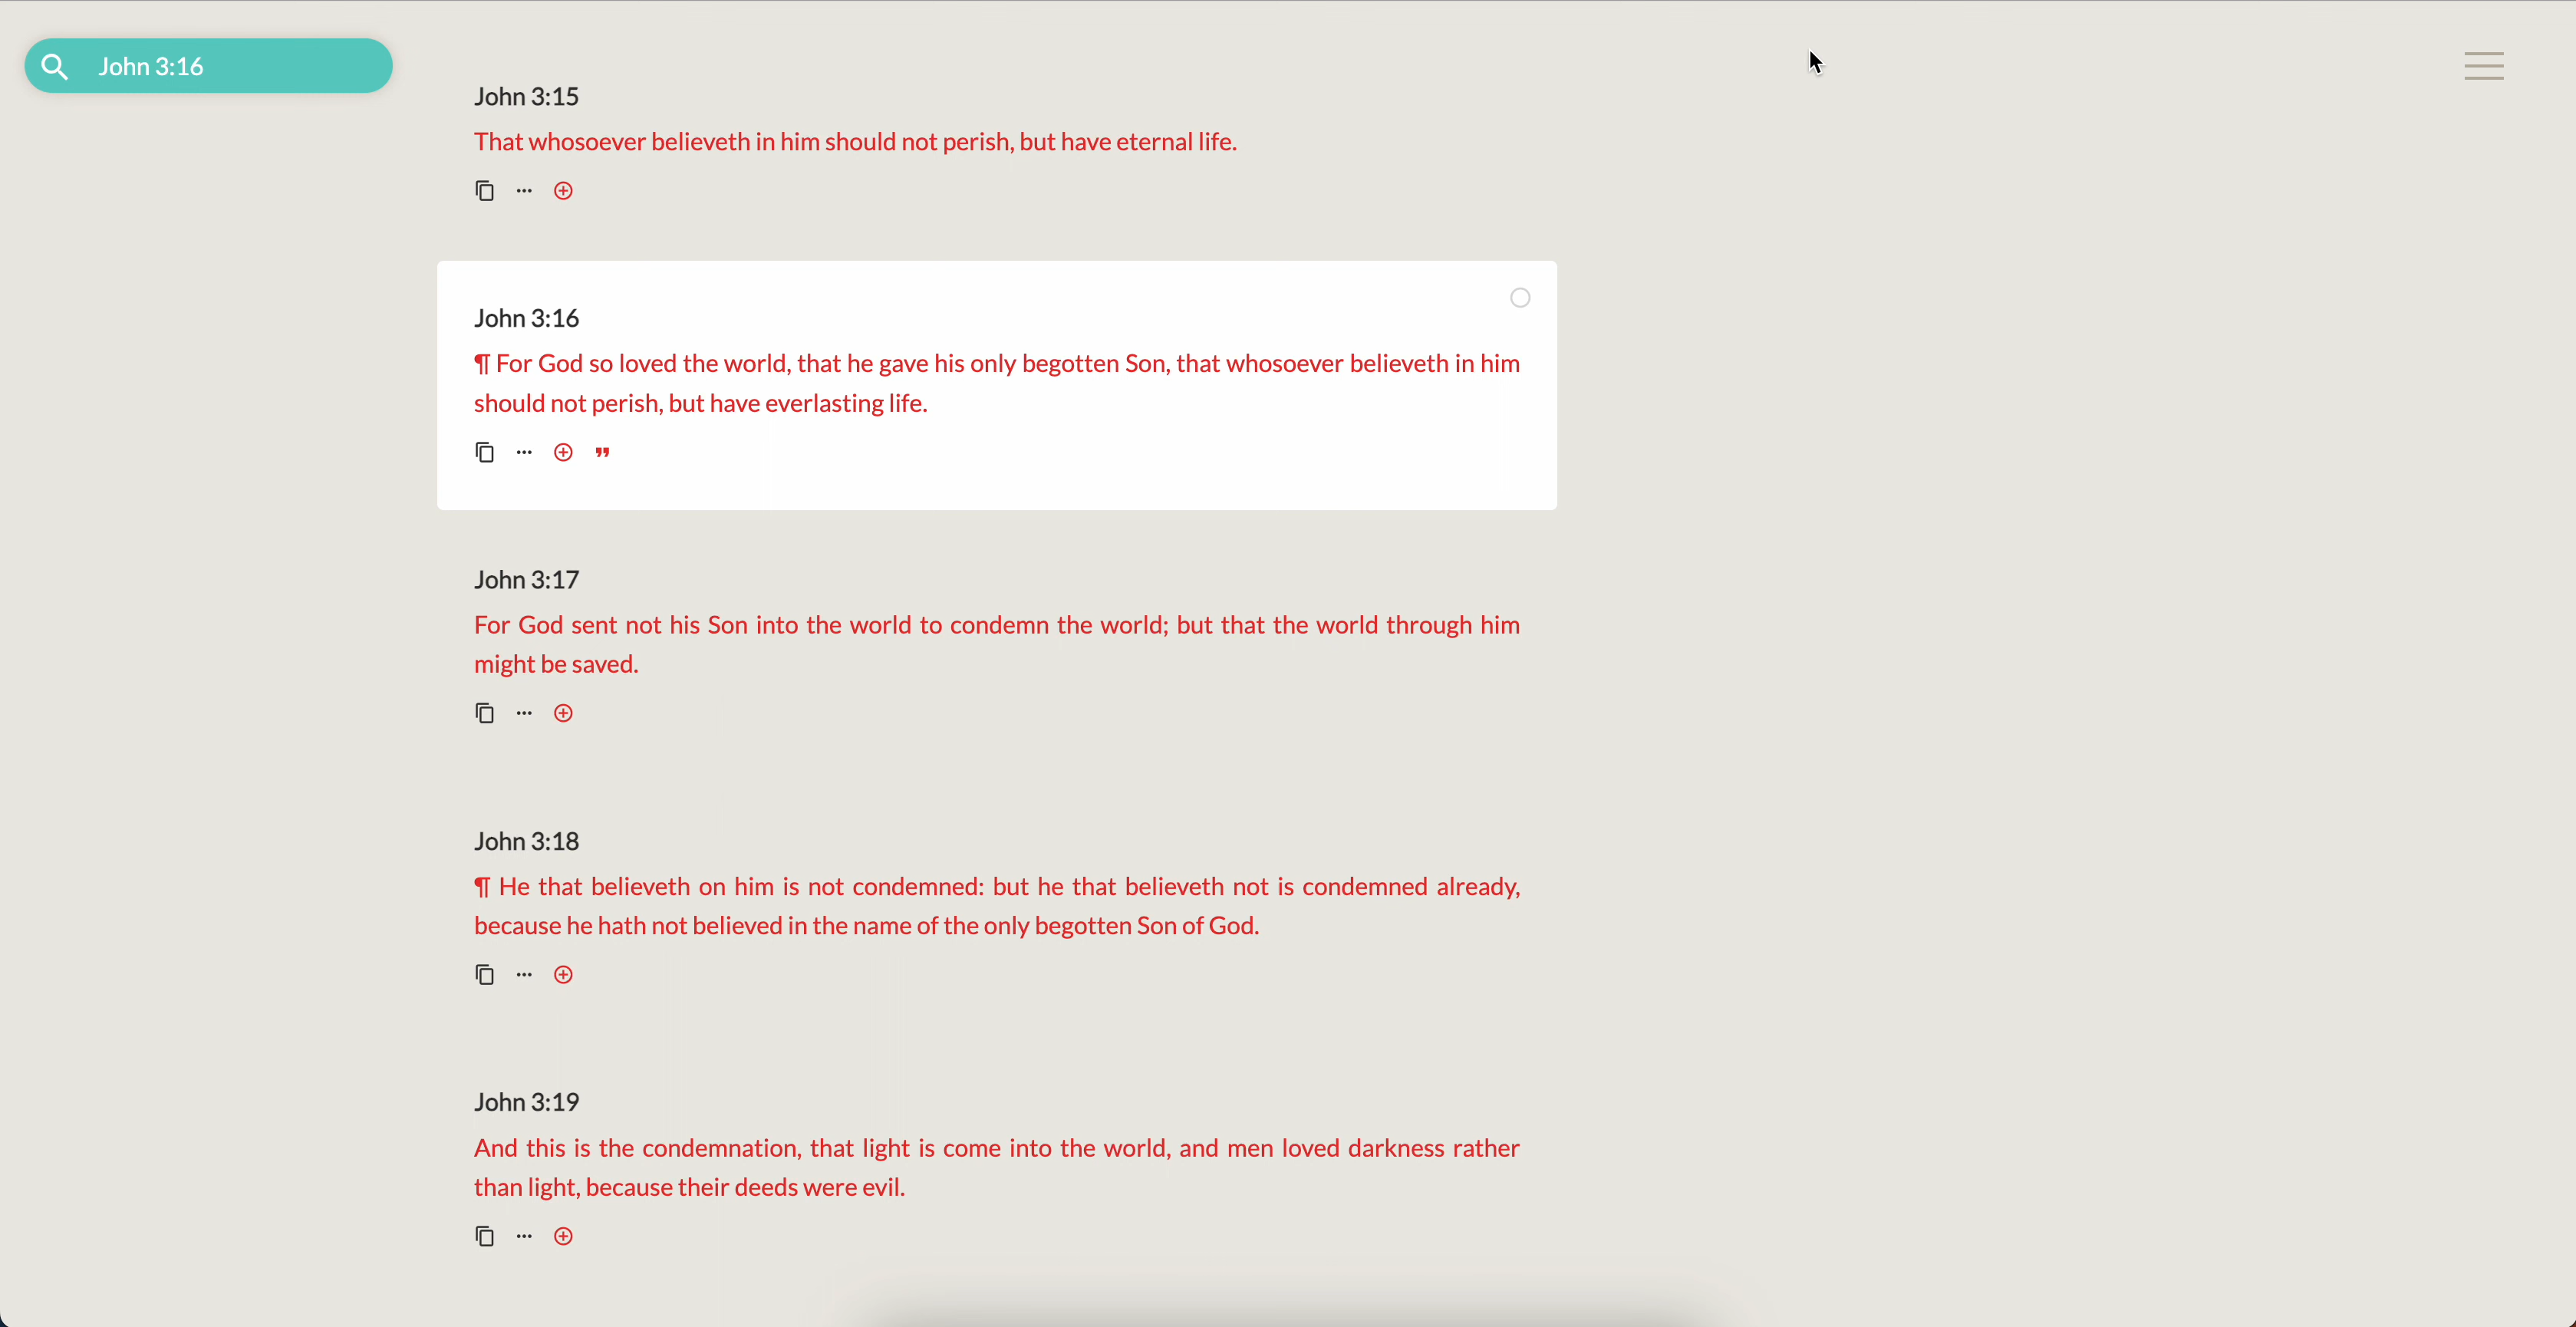 John 3:16
John 3:15
That whosoever believeth in him should not perish, but have eternal life.
John 3:16
¶ For God so loved the world, that he gave his only begotten Son, that whosoever believeth in him
should not perish, but have everlasting life.
John 3:17
For God sent not his Son into the world to condemn the world; but that the world through him
might be saved.
John 3:18
¶ He that believeth on him is not condemned: but he that believeth not is condemned already,
because he hath not believed in the name of the only begotten Son of God.
John 3:19
And this is the condemnation, that light is come into the world, and men loved darkness rather
than light, because their deeds were evil.